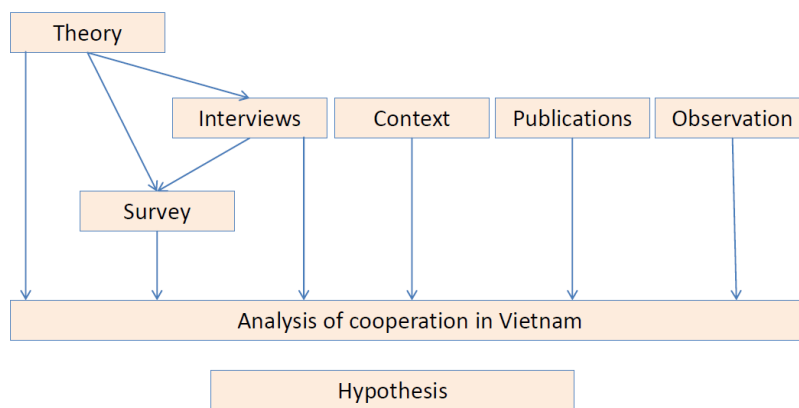 Theory
Interviews
Context
Publications
Observation
Survey
Analysis of cooperation in Vietnam
Hypothesis